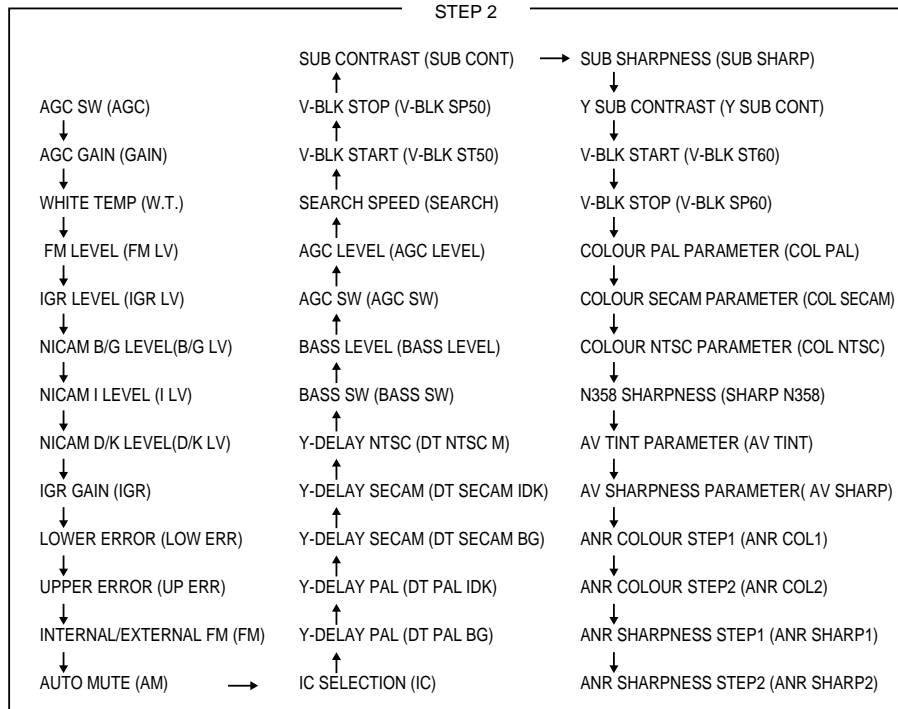 STEP 2
AGC SW (AGC)
AGC GAIN (GAIN)
WHITE TEMP (W.T.)
FM LEVEL (FM LV)
IGR LEVEL (IGR LV)
NICAM B/G LEVEL(B/G LV)
NICAM I LEVEL (I LV)
NICAM D/K LEVEL(D/K LV)
IGR GAIN (IGR)
LOWER ERROR (LOW ERR)
UPPER ERROR (UP ERR)
INTERNAL/EXTERNAL FM (FM)
AUTO MUTE (AM)
IC SELECTION (IC)
Y-DELAY PAL (DT PAL BG)
Y-DELAY PAL (DT PAL IDK)
Y-DELAY SECAM (DT SECAM BG)
Y-DELAY SECAM (DT SECAM IDK)
Y-DELAY NTSC (DT NTSC M)
BASS SW (BASS SW)
BASS LEVEL (BASS LEVEL)
AGC SW (AGC SW)
AGC LEVEL (AGC LEVEL)
SEARCH SPEED (SEARCH)
V-BLK START (V-BLK ST50)
V-BLK STOP (V-BLK SP50)
SUB CONTRAST (SUB CONT)
SUB SHARPNESS (SUB SHARP)
Y SUB CONTRAST (Y SUB CONT)
V-BLK START (V-BLK ST60)
V-BLK STOP (V-BLK SP60)
COLOUR PAL PARAMETER (COL PAL)
COLOUR SECAM PARAMETER (COL SECAM)
COLOUR NTSC PARAMETER (COL NTSC)
N358 SHARPNESS (SHARP N358)
AV TINT PARAMETER (AV TINT)
AV SHARPNESS PARAMETER( AV SHARP)
ANR COLOUR STEP1 (ANR COL1)
ANR COLOUR STEP2 (ANR COL2)
ANR SHARPNESS STEP1 (ANR SHARP1)
ANR SHARPNESS STEP2 (ANR SHARP2)